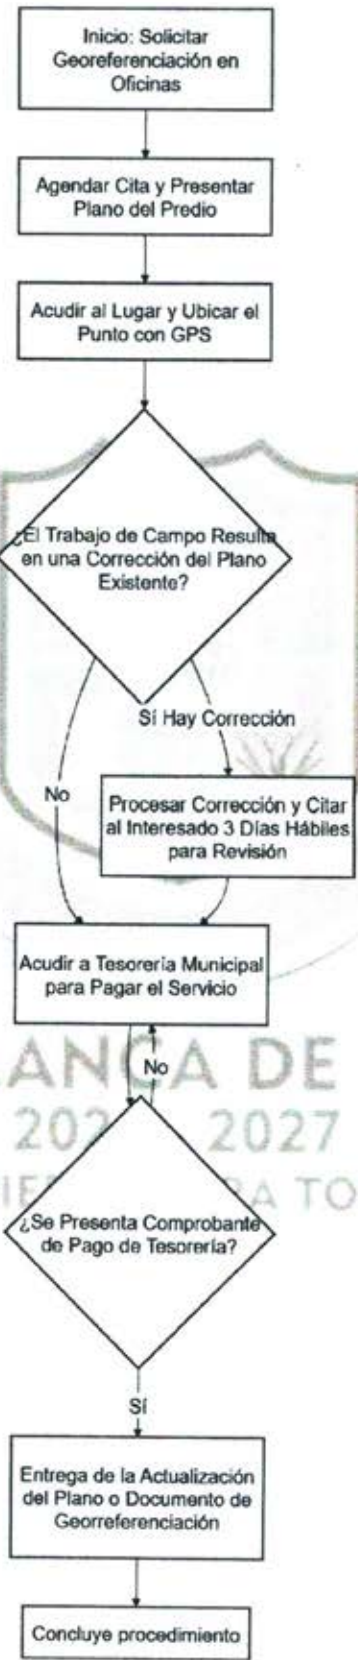 Inicio: Solicitar
Georeferenciación en
Oficinas
Agendar Cita y Presentar
Plano del Predio
Acudir al Lugar y Ubicar el
Punto con GPS
¿El Trabajo de Campo Resulta
en una Corrección del Plano
Existente?
Sí Hay Corrección
No
Procesar Corrección y Citar
al Interesado 3 Días Hábiles
para Revisión
Acudir a Tesorería Municipal
para Pagar el Servicio
No
ANCA DE
2027
¿Se Presenta Comprobante
de Pago de Tesorería?
Sí
Entrega de la Actualización
del Plano o Documento de
Georreferenciación
Concluye procedimiento